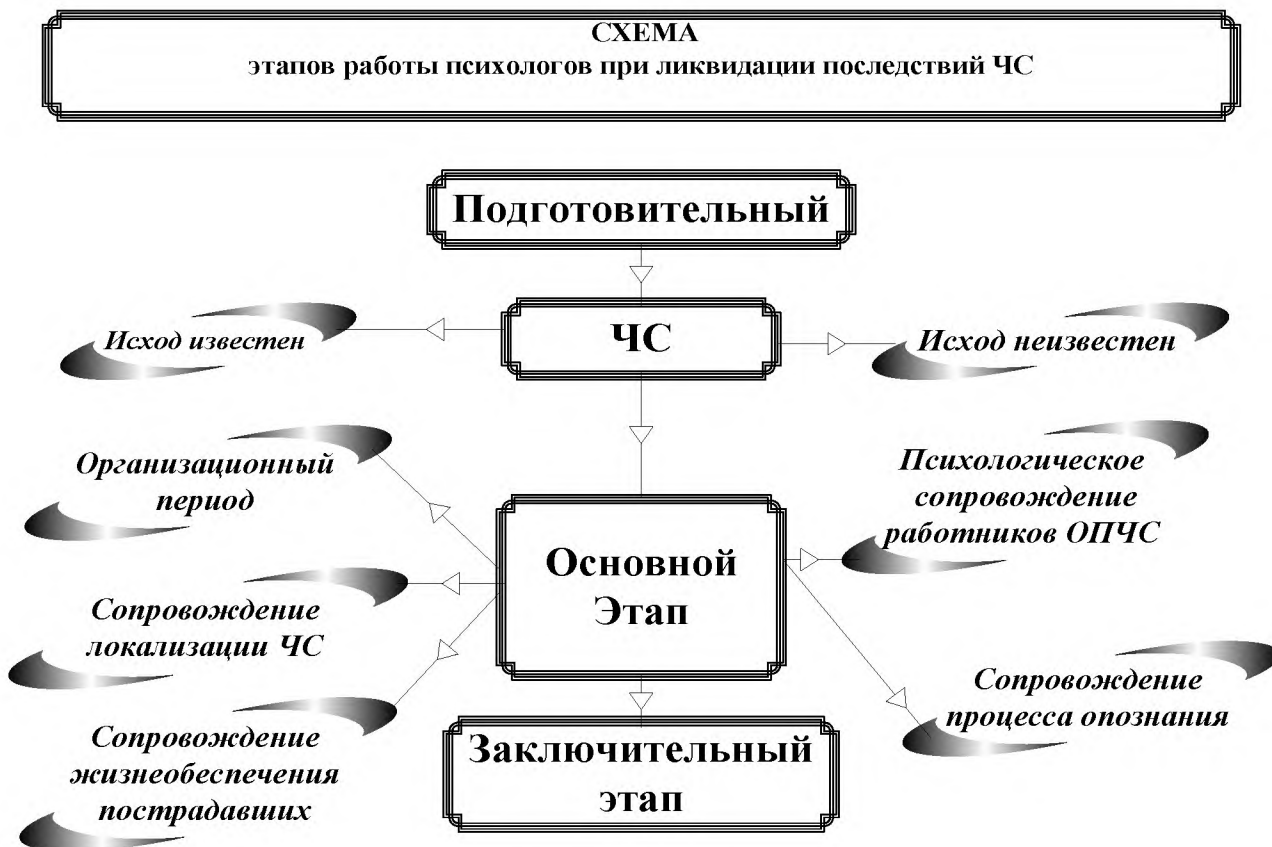 СХЕМА
этапов работы психологов при ликвидации последствий ЧС
Подготовительный
ЧС
Исход известен
Исход неизвестен
Организационный
период
Психологическое
сопровождение
работников ОПЧС
Основной
Этап
Сопровождение
локализации ЧС
Сопровождение
процесса опознания
Сопровождение
жизнеобеспечения
пострадавших
Заключительный
этап